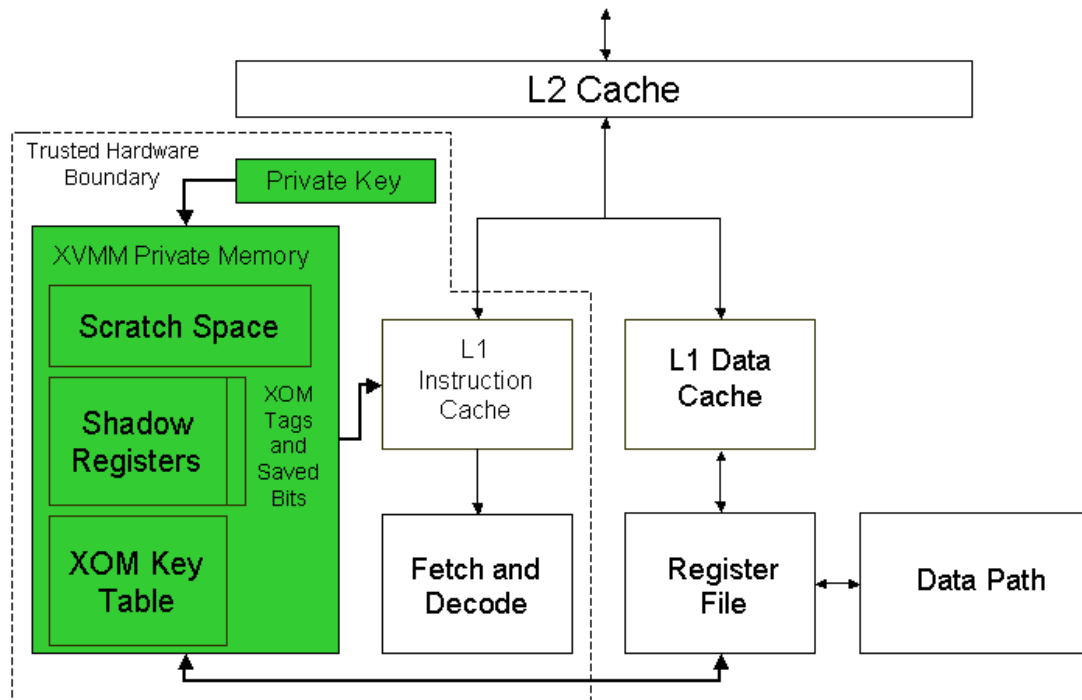 L2 Cache
Trusted Hardware
Boundary
Private Key
XVMM Private Memory
Scratch Space
Shadow
Registers
XOM
Tags
and
Saved
Bits
XOM Key
Table
L1
Instruction
Cache
L1 Data
Cache
Fetch and
Decode
Register
File
Data Path